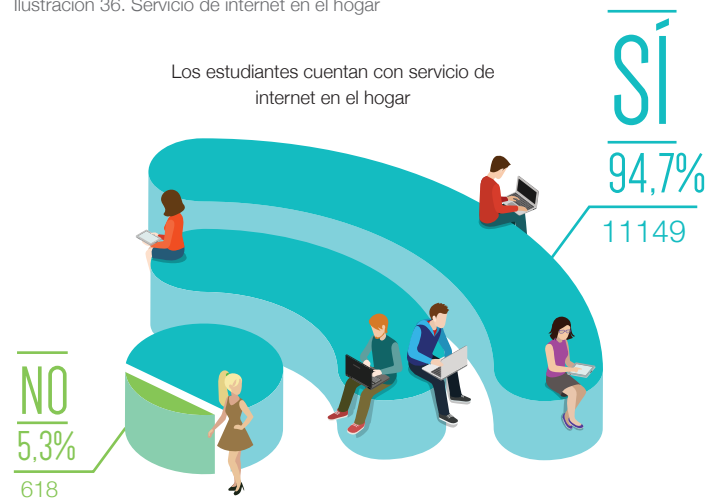 Ilustración 36. Servicio de internet en el hogar
Los estudiantes cuentan con servicio de
internet en el hogar
SÍ
94,7%
11149
NO
5,3%
618